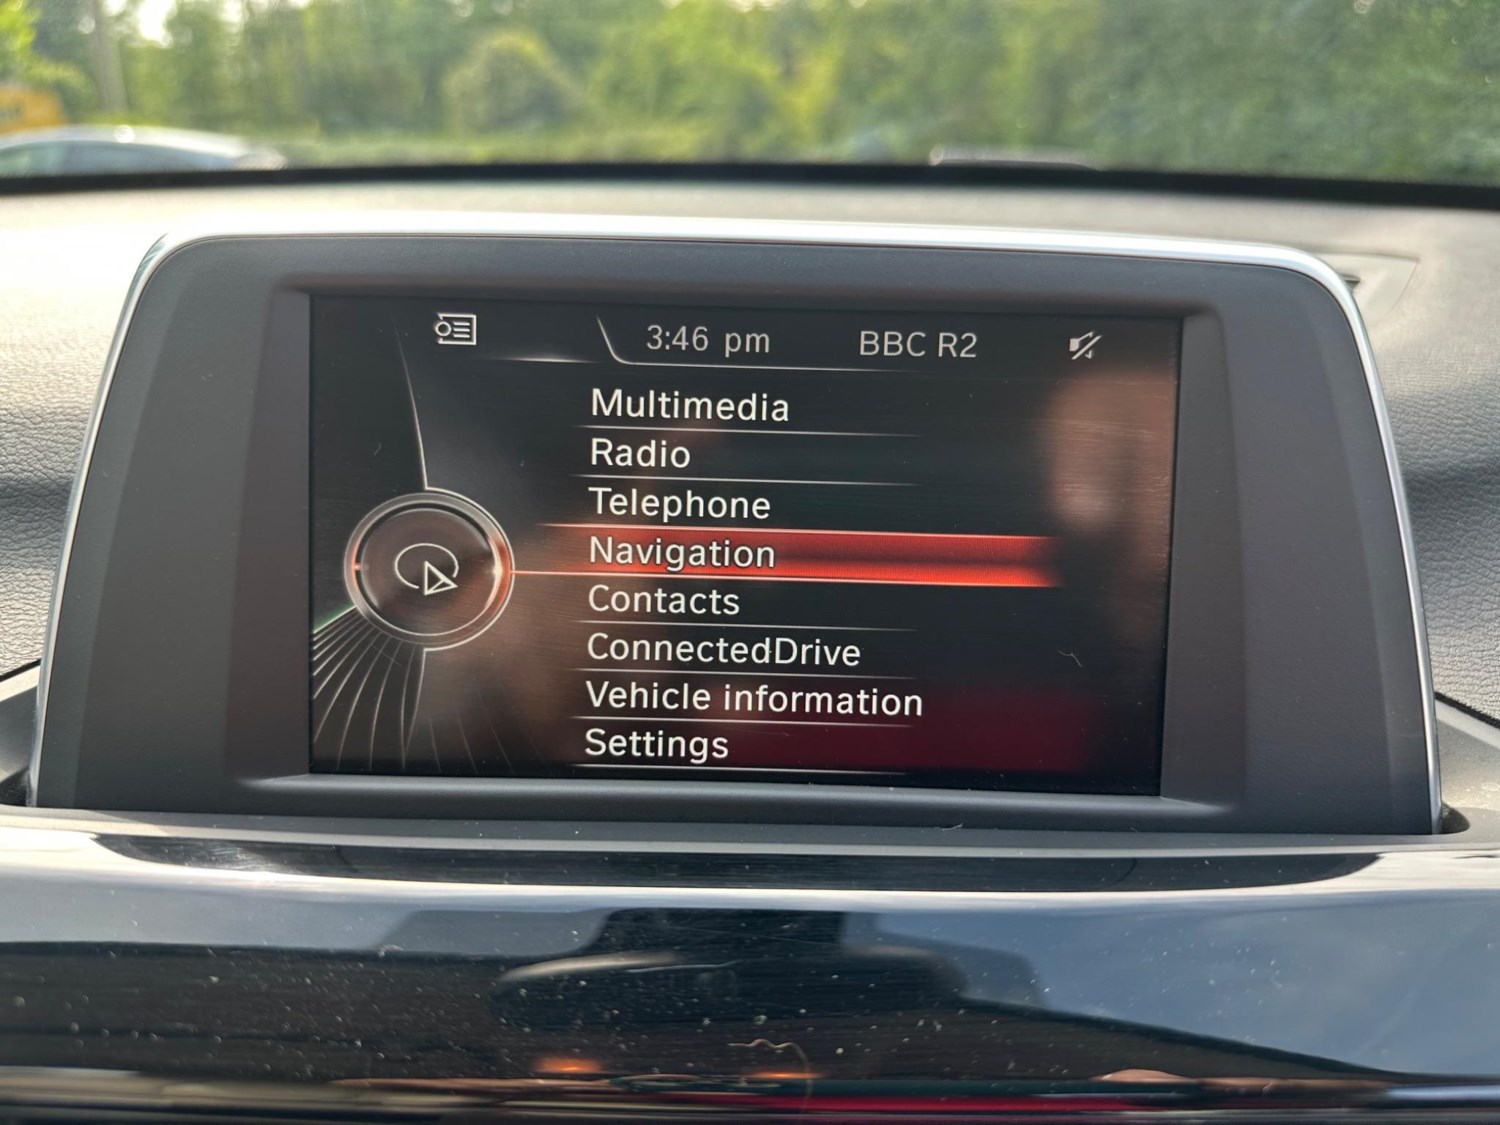 3:46 pm BBC R2
Multimedia
Radio
Telephone
Navigation
Contacts
ConnectedDrive
Vehicle information
Settings